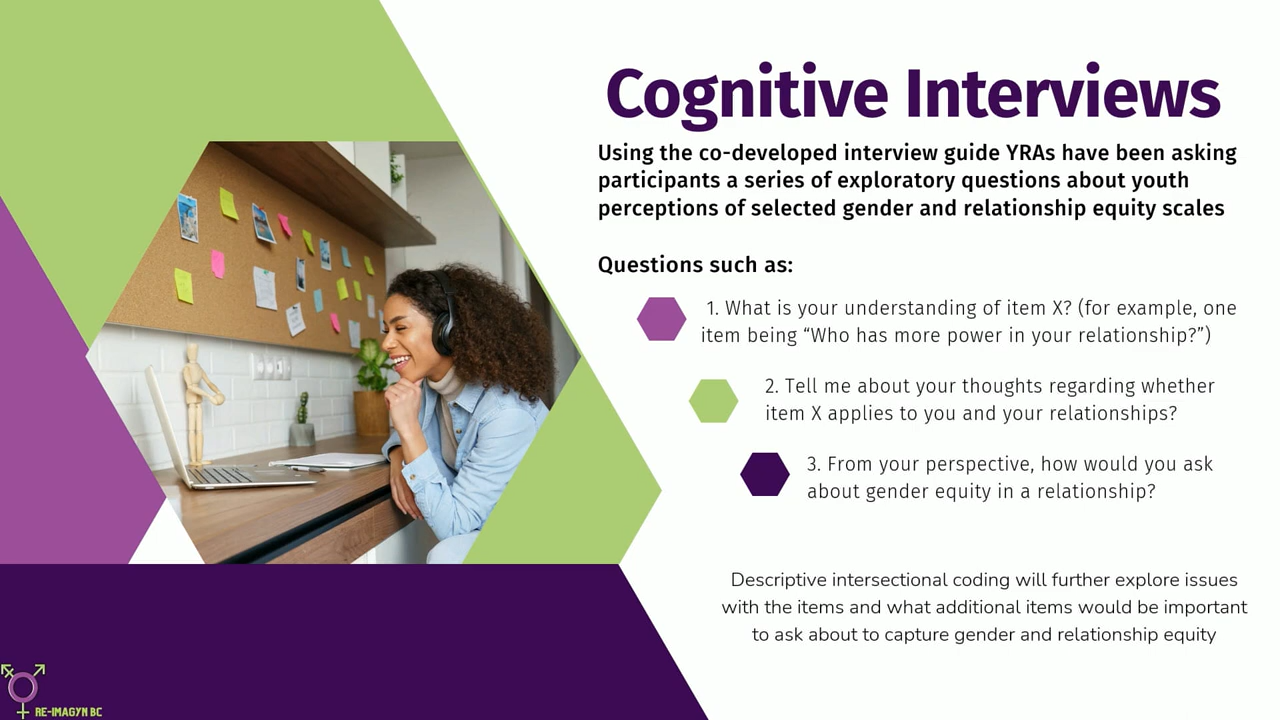 Cognitive Interviews
Using the co-developed interview guide YRAs have been asking
participants a series of exploratory questions about youth
perceptions of selected gender and relationship equity scales
Questions such as:
1. What is your understanding of item X? (for example, one
item being “Who has more power in your relationship?”)
2. Tell me about your thoughts regarding whether
item X applies to you and your relationships?
3. From your perspective, how would you ask
about gender equity in a relationship?
Descriptive intersectional coding will further explore issues
with the items and what additional items would be important
to ask about to capture gender and relationship equity
RE-IMAGYN BC